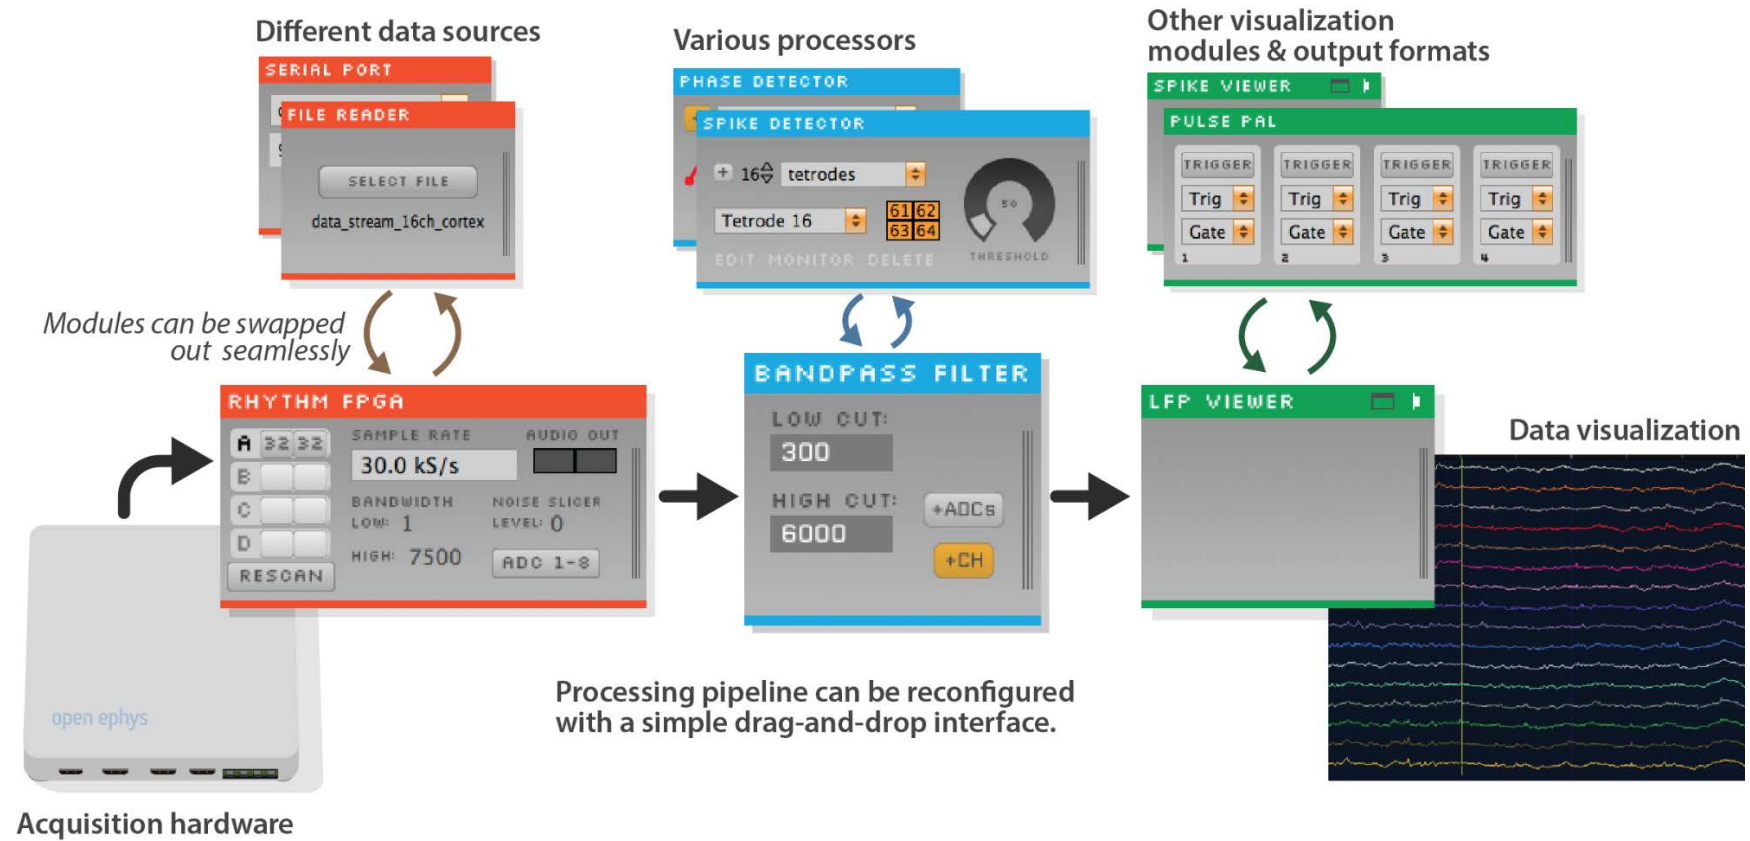 Different data sources
SERIAL PORT
FILE READER
SELECT FILE
data_stream_16ch_cortex
Various processors
PHASE DETECTOR
SPIKE DETECTOR
+ 16 tetrodes
50
Tetrode 16
61 62
63 64
EDIT MONITOR DELETE
THRESHOLD
Other visualization
modules & output formats
SPIKE VIEWER
PULSE PAL
TRIGGER TRIGGER TRIGGER TRIGGER
Trig Trig Trig Trig
Gate Gate Gate Gate
1 2 3 4
Modules can be swapped
out seamlessly
RHYTHM FPGA
A 32 32
B
C
D
RESCAN
SAMPLE RATE
30.0 kS/s
AUDIO OUT
BANDWIDTH
LOW: 1
HIGH: 7500
NOISE SLICER
LEVEL: 0
ADC 1-8
BANDPASS FILTER
LOW CUT:
300
HIGH CUT:
6000
+ADCs
+CH
LFP VIEWER
Data visualization
Processing pipeline can be reconfigured
with a simple drag-and-drop interface.
open ephys
Acquisition hardware